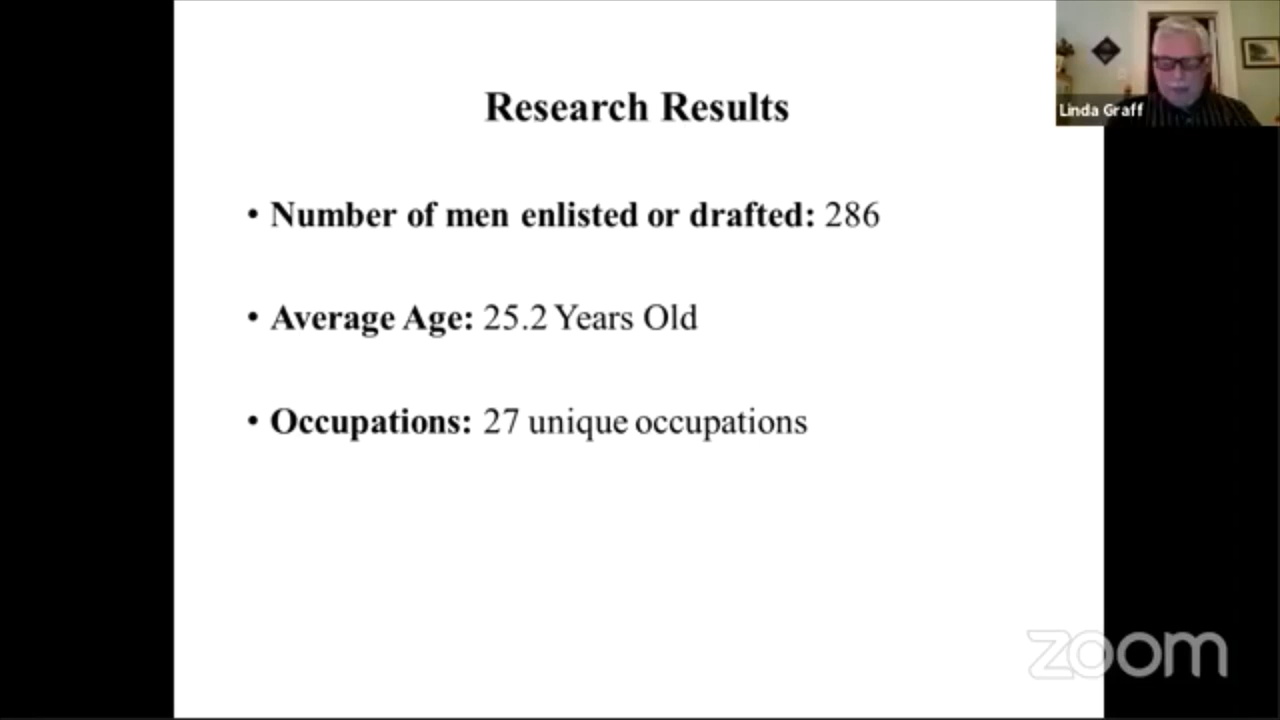 Research Results
• Number of men enlisted or drafted: 286
• Average Age: 25.2 Years Old
• Occupations: 27 unique occupations
Linda Graff
zoom